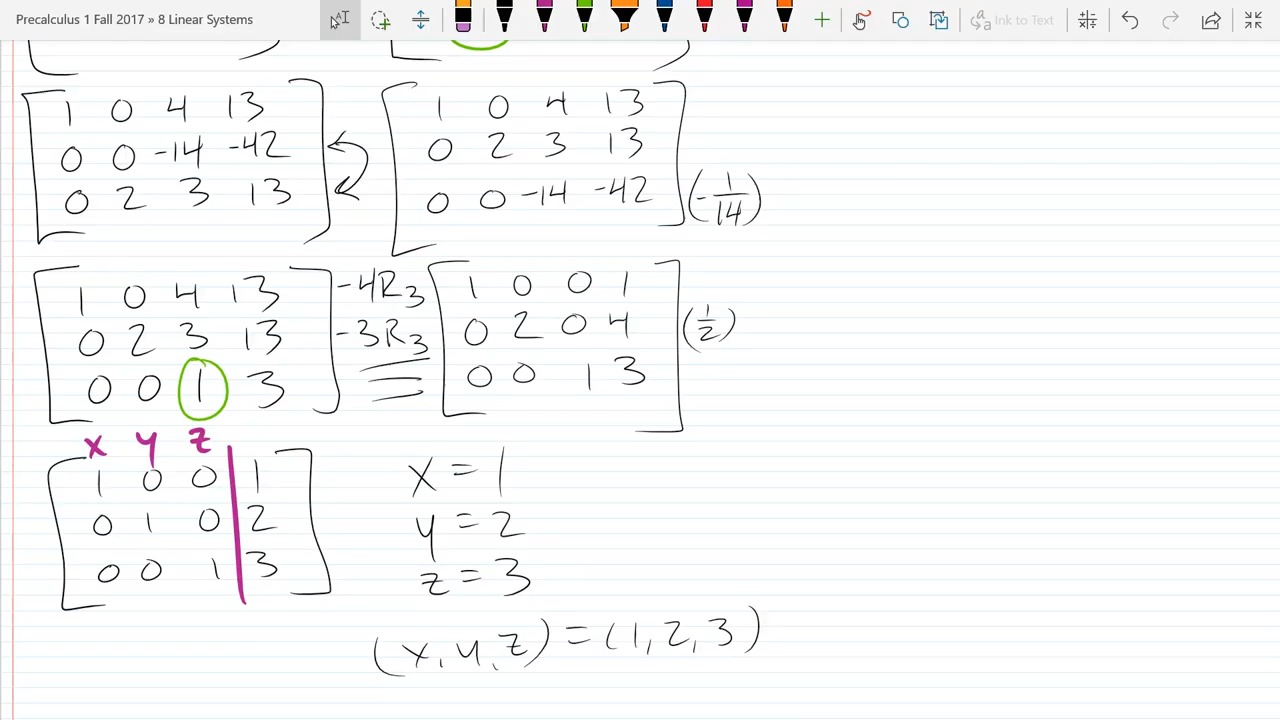 Precalculus 1 Fall 2017 » 8 Linear Systems
Ink to Text
1 0 4 13
0 0 -14 -42
0 2 3 13
1 0 4 13
0 2 3 13
0 0 -14 -42 (-1/14)
1 0 4 13 -4R₃
0 2 3 13 -3R₃
0 0 1 3
1 0 0 1
0 2 0 4 (1/2)
0 0 1 3
x y z
1 0 0 | 1
0 1 0 | 2
0 0 1 | 3
x = 1
y = 2
z = 3
(x, y, z) = (1, 2, 3)